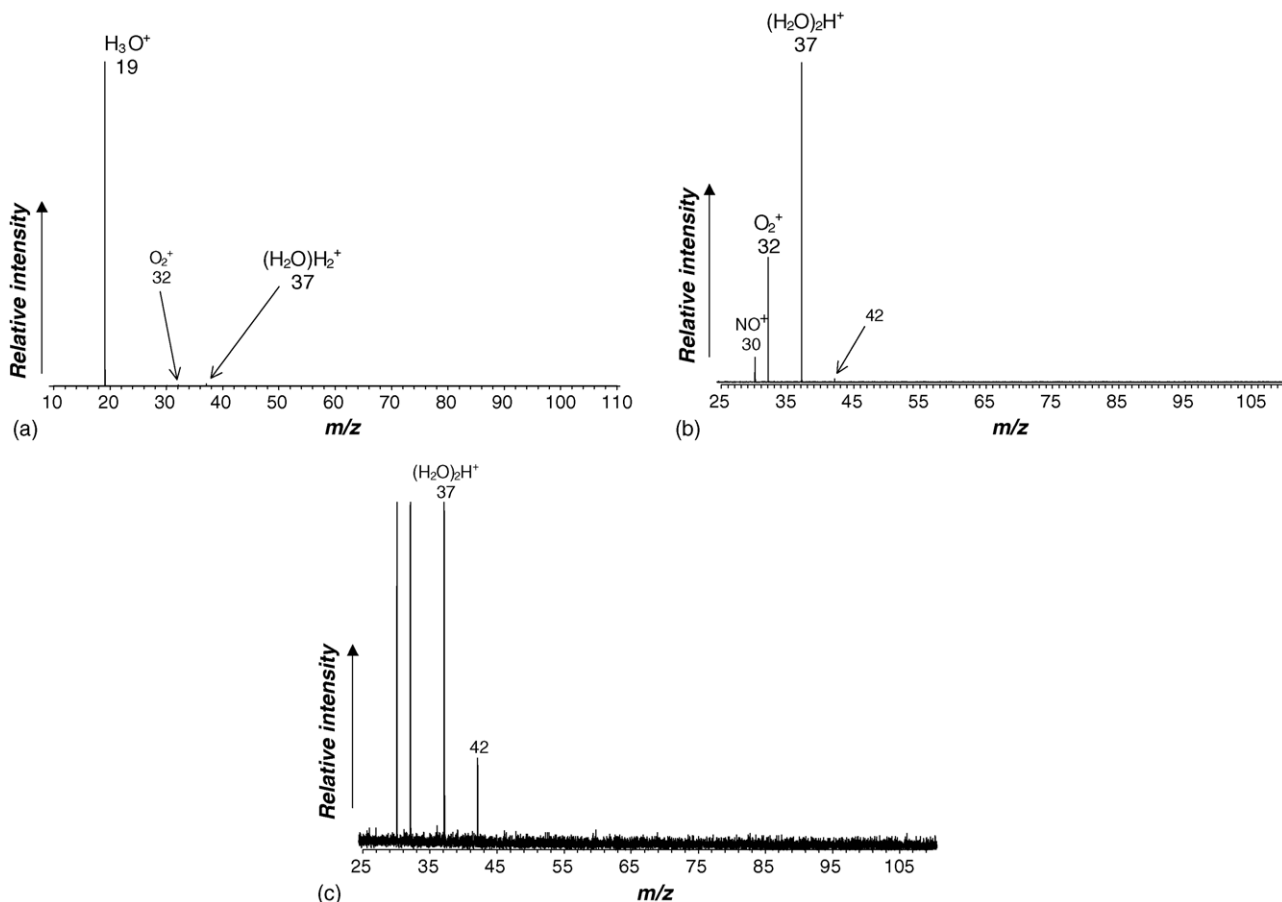 H₃O⁺
19
O₂⁺
32
(H₂O)H₂⁺
37
Relative intensity
10 20 30 40 50 60 70 80 90 100 110
(a)
m/z
(H₂O)₂H⁺
37
O₂⁺
32
NO⁺
30
42
Relative intensity
25 35 45 55 65 75 85 95 105
(b)
m/z
(H₂O)₂H⁺
37
42
Relative intensity
25 35 45 55 65 75 85 95 105
(c)
m/z